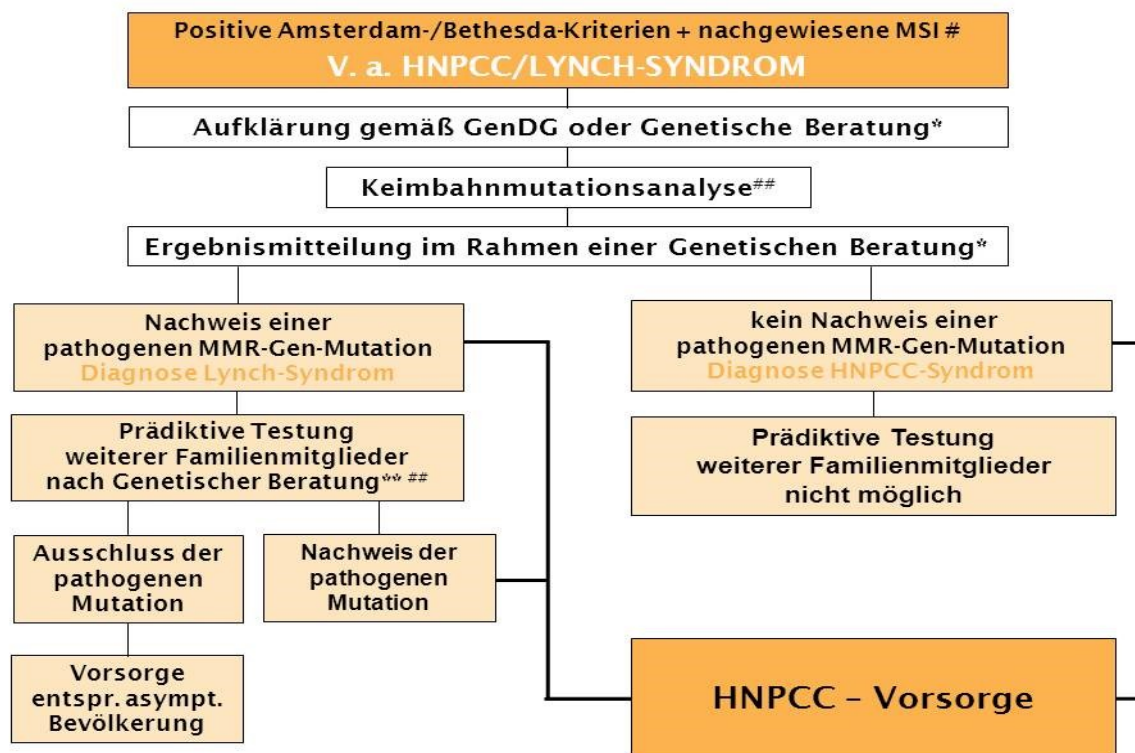 Positive Amsterdam-/Bethesda-Kriterien + nachgewiesene MSI #
V. a. HNPCC/LYNCH-SYNDROM
Aufklärung gemäß GenDG oder Genetische Beratung*
Keimbahnmutationsanalyse##
Ergebnismitteilung im Rahmen einer Genetischen Beratung*
Nachweis einer
pathogenen MMR-Gen-Mutation
Diagnose Lynch-Syndrom
kein Nachweis einer
pathogenen MMR-Gen-Mutation
Diagnose HNPCC-Syndrom
Prädiktive Testung
weiterer Familienmitglieder
nach Genetischer Beratung** ##
Prädiktive Testung
weiterer Familienmitglieder
nicht möglich
Ausschluss der
pathogenen
Mutation
Nachweis der
pathogenen
Mutation
Vorsorge
entspr. asympt.
Bevölkerung
HNPCC – Vorsorge